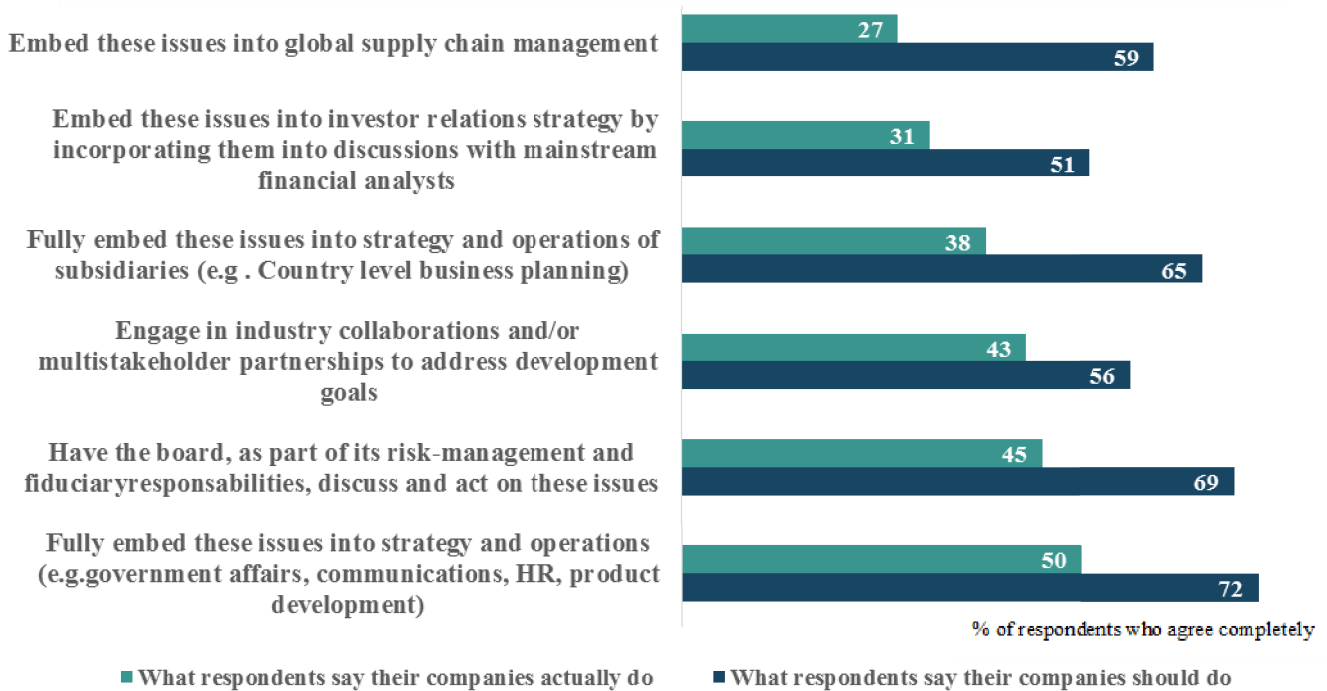 Embed these issues into global supply chain management
27
59
Embed these issues into investor relations strategy by
incorporating them into discussions with mainstream
financial analysts
31
51
Fully embed these issues into strategy and operations of
subsidiaries (e.g . Country level business planning)
38
65
Engage in industry collaborations and/or
multistakeholder partnerships to address development
goals
43
56
Have the board, as part of its risk-management and
fiduciaryresponsabilities, discuss and act on these issues
45
69
Fully embed these issues into strategy and operations
(e.g.government affairs, communications, HR, product
development)
50
72
% of respondents who agree completely
What respondents say their companies actually do
What respondents say their companies should do